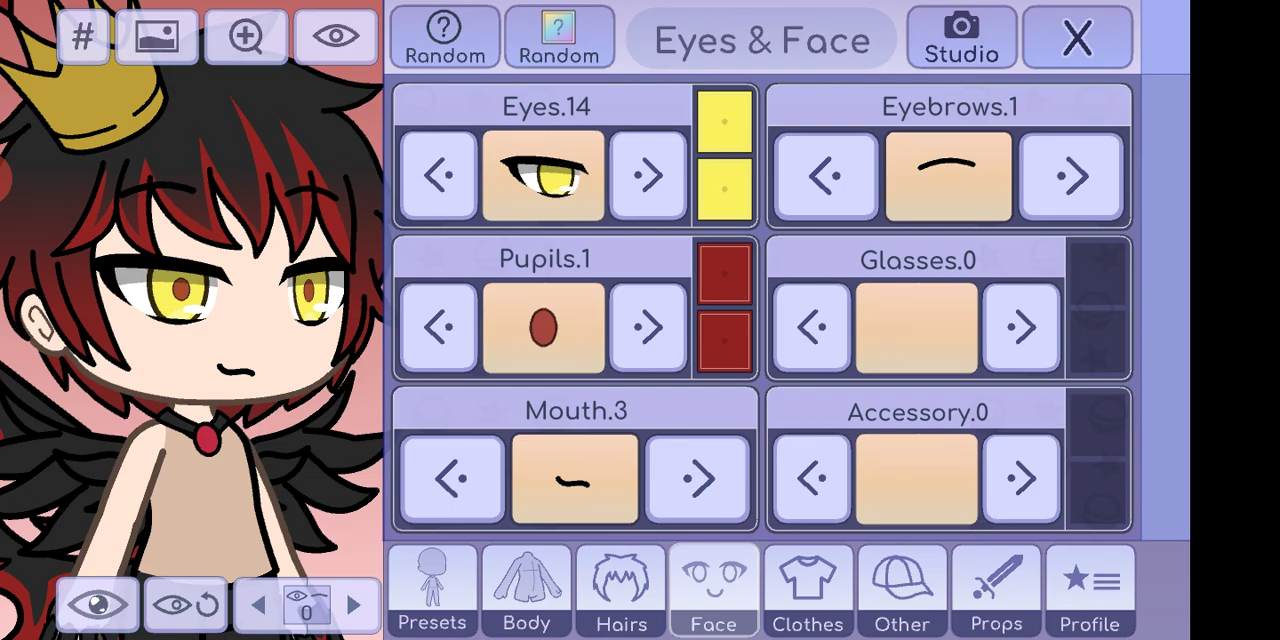 #
? Random
? Random
Eyes & Face
Studio
X
Eyes.14
Eyebrows.1
Pupils.1
Glasses.0
Mouth.3
Accessory.0
0
Presets
Body
Hairs
Face
Clothes
Other
Props
Profile